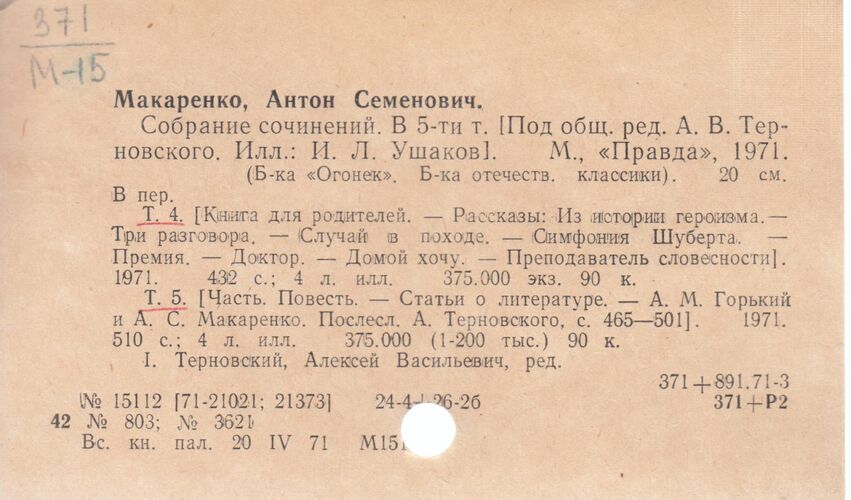 371
М-15
Макаренко, Антон Семенович.
Собрание сочинений. В 5-ти т. [Под общ. ред. А. В. Тер-
новского. Илл.: И. Л. Ушаков]. М., «Правда», 1971.
(Б-ка «Огонек». Б-ка отечеств. классики). 20 см.
В пер.
Т. 4. [Книга для родителей. — Рассказы: Из истории героизма. —
Три разговора. — Случай в походе. — Симфония Шуберта. —
Премия. — Доктор. — Домой хочу. — Преподаватель словесности].
1971. 432 с.; 4 л. илл. 375.000 экз. 90 к.
Т. 5. [Часть. Повесть. — Статьи о литературе. — А. М. Горький
и А. С. Макаренко. Послесл. А. Терновского, с. 465—501]. 1971.
510 с.; 4 л. илл. 375.000 (1-200 тыс.) 90 к.
I. Терновский, Алексей Васильевич, ред.
371+891.71-3
№ 15112 [71-21021; 21373] 24-4-1 26-2б 371+Р2
42 № 803; № 3621
Вс. кн. пал. 20 IV 71 М151